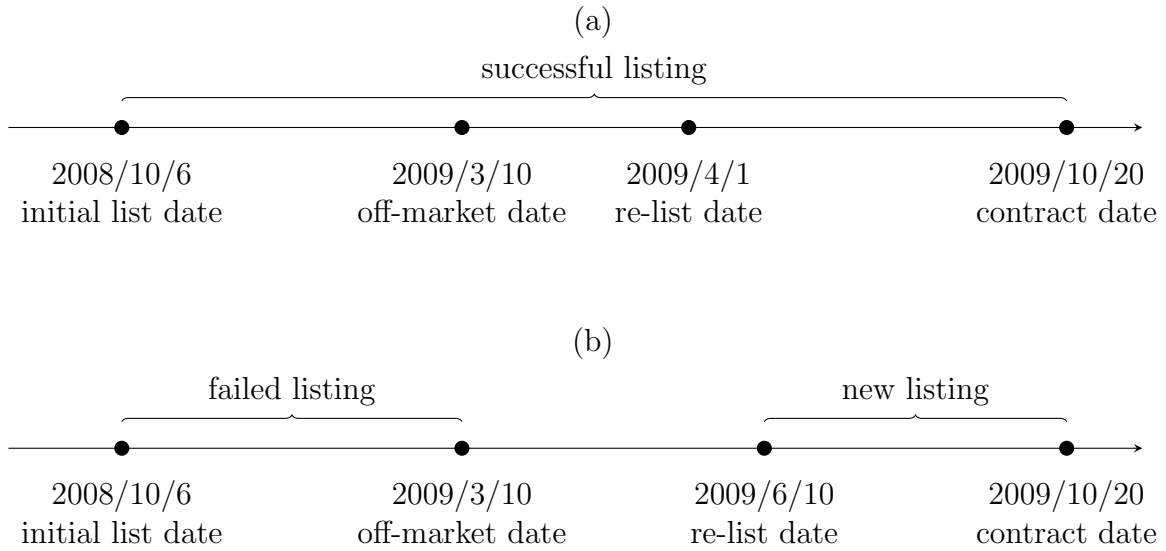 (a)
successful listing
2008/10/6 2009/3/10 2009/4/1 2009/10/20
initial list date off-market date re-list date contract date
(b)
failed listing new listing
2008/10/6 2009/3/10 2009/6/10 2009/10/20
initial list date off-market date re-list date contract date